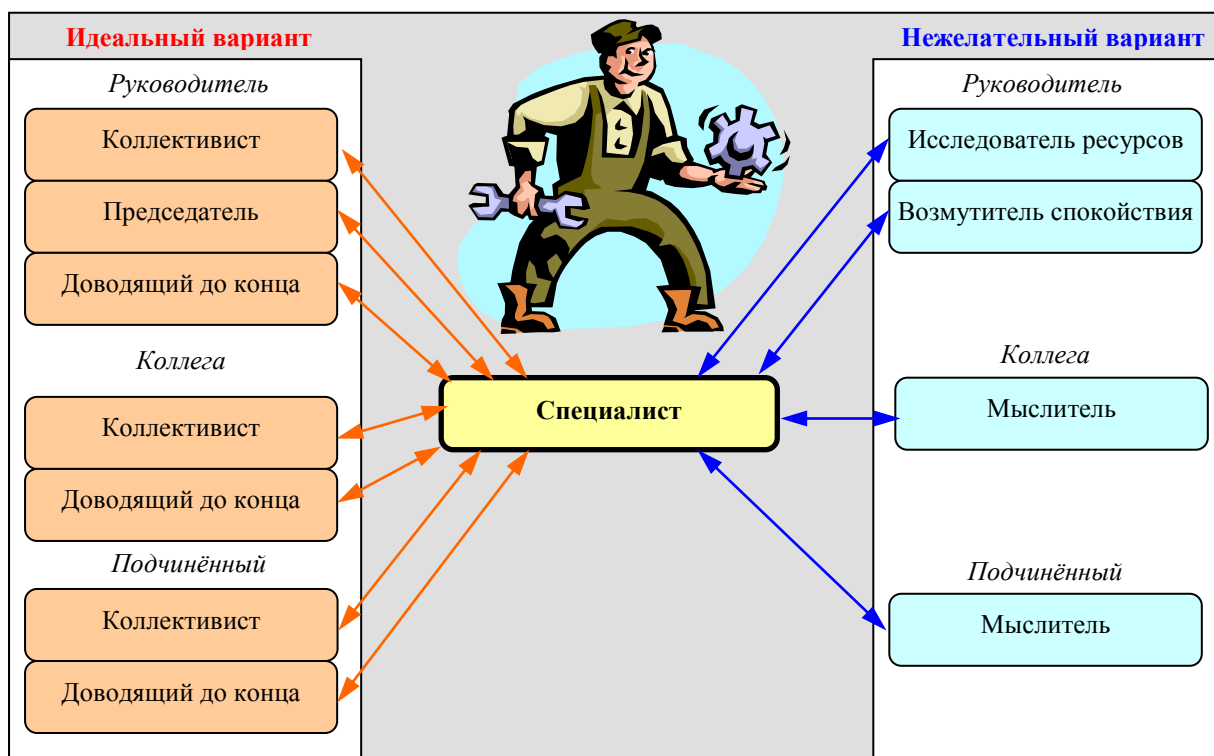 Идеальный вариант
Руководитель
Коллективист
Председатель
Доводящий до конца
Коллега
Коллективист
Доводящий до конца
Подчинённый
Коллективист
Доводящий до конца
Специалист
Нежелательный вариант
Руководитель
Исследователь ресурсов
Возмутитель спокойствия
Коллега
Мыслитель
Подчинённый
Мыслитель